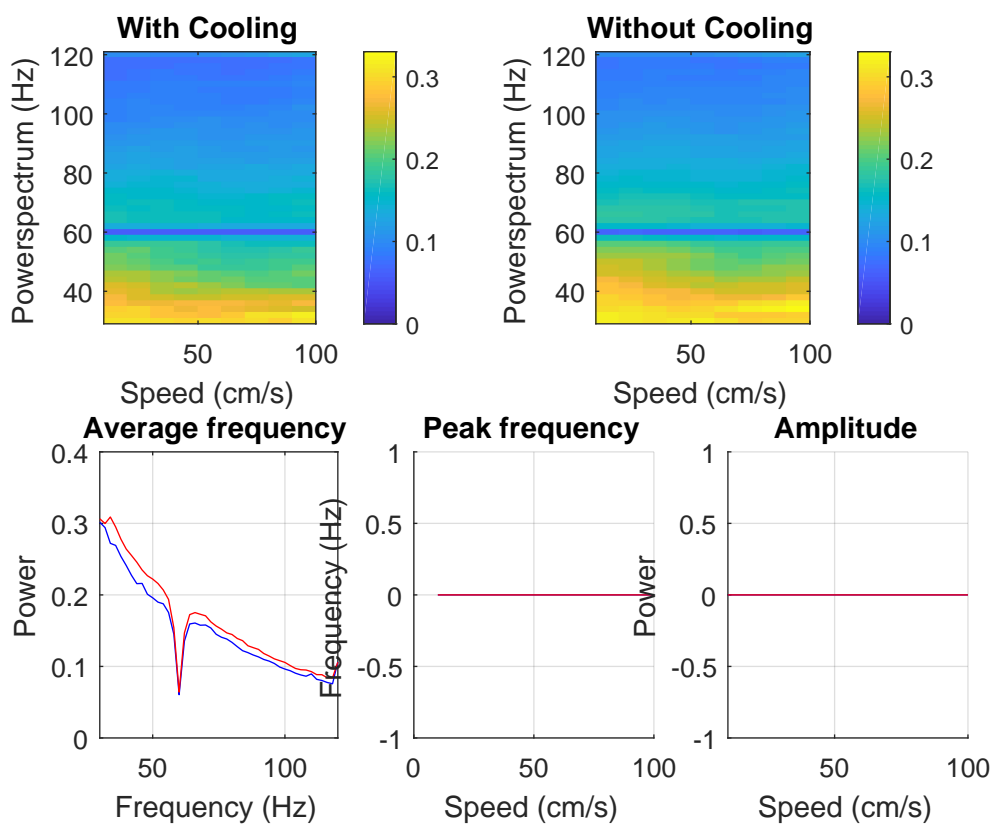 With Cooling
Powerspectrum (Hz)
120
100
80
60
40
50
100
Speed (cm/s)
0.3
0.2
0.1
0
Without Cooling
Powerspectrum (Hz)
120
100
80
60
40
50
100
Speed (cm/s)
0.3
0.2
0.1
0
Average frequency
Power
0.4
0.3
0.2
0.1
0
50
100
Frequency (Hz)
Peak frequency
Frequency (Hz)
1
0.5
0
-0.5
-1
0
50
100
Speed (cm/s)
Amplitude
Power
1
0.5
0
-0.5
-1
50
100
Speed (cm/s)